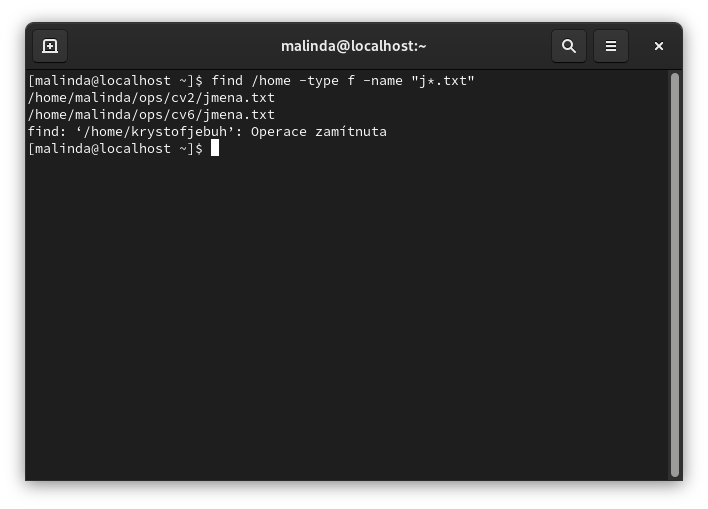 malinda@localhost:~
[malinda@localhost ~]$ find /home -type f -name "j*.txt"
/home/malinda/ops/cv2/jmena.txt
/home/malinda/ops/cv6/jmena.txt
find: ‘/home/krystofjebuh’: Operace zamítnuta
[malinda@localhost ~]$